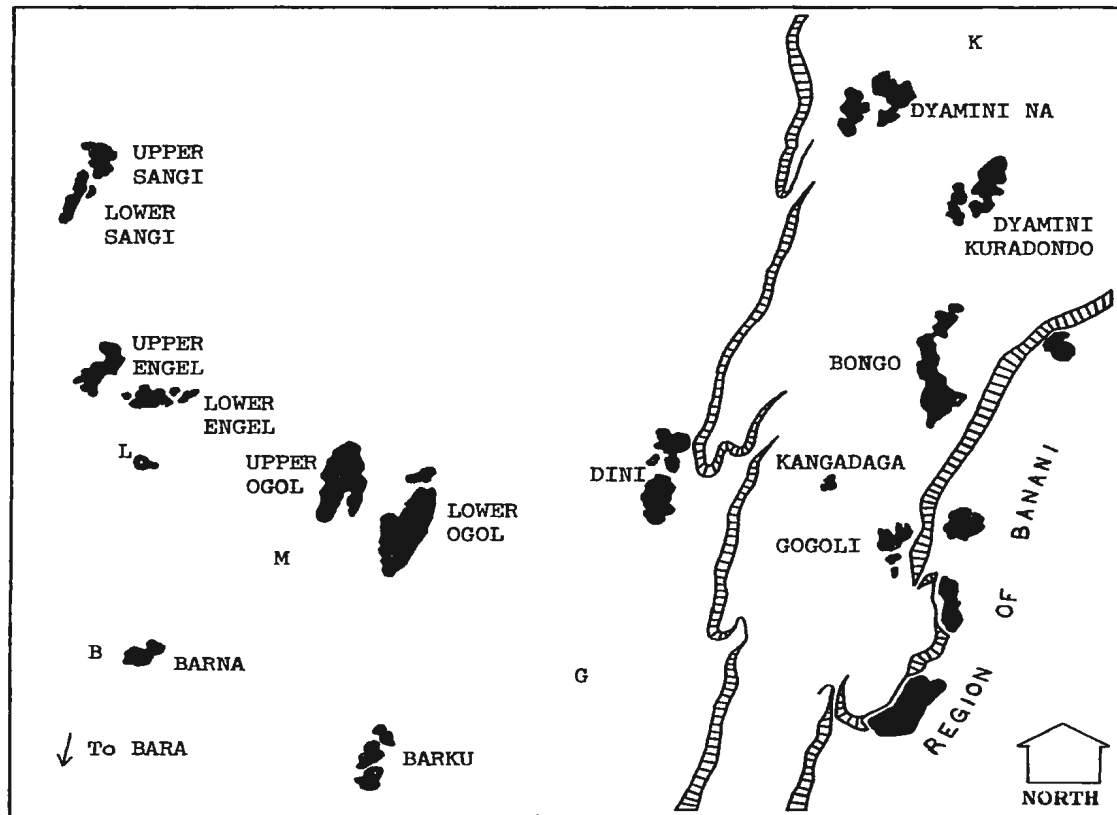 K
DYAMINI NA
UPPER
SANGI
LOWER
SANGI
DYAMINI
KURADONDO
UPPER
ENGEL
BONGO
LOWER
ENGEL
L
UPPER
OGOL
DINI
KANGADAGA
LOWER
OGOL
GOGOLI
M
REGION OF BANANI
B
BARNA
G
To BARA
BARKU
NORTH